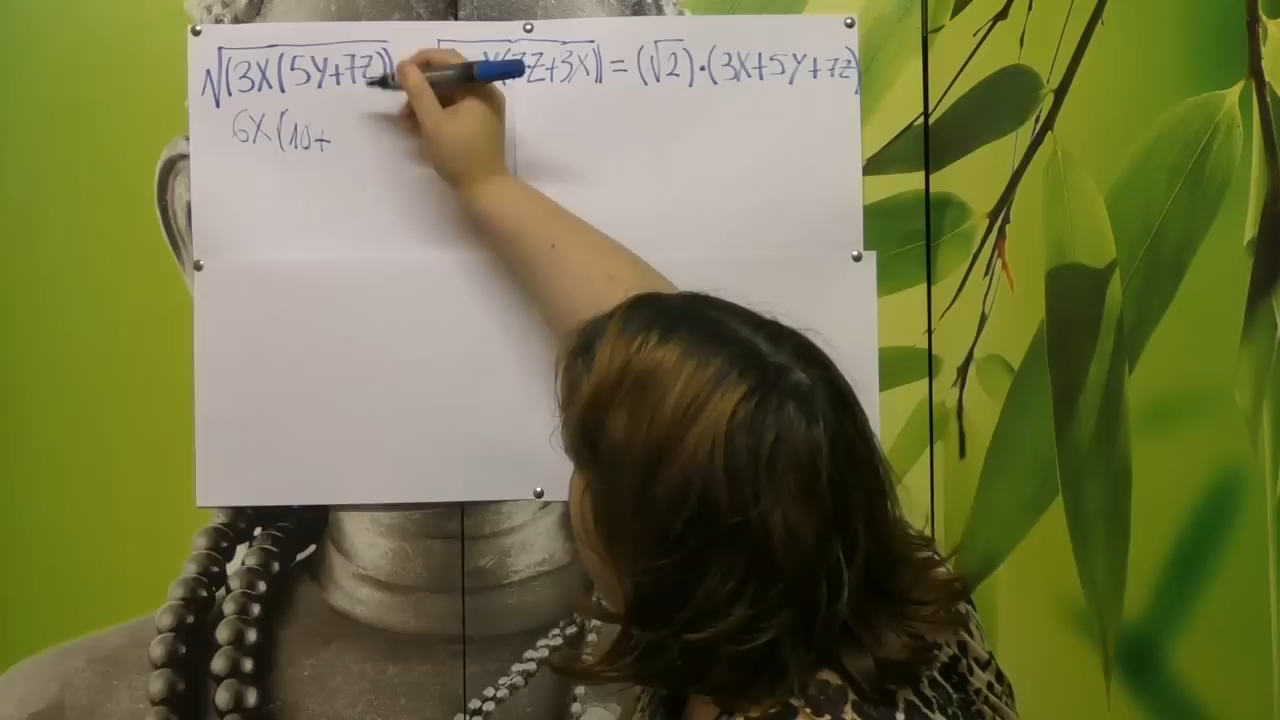 √(3X(5Y+7Z)) Y(7Z+3X)) = (√2)·(3X+5Y+7Z)
6X(10+